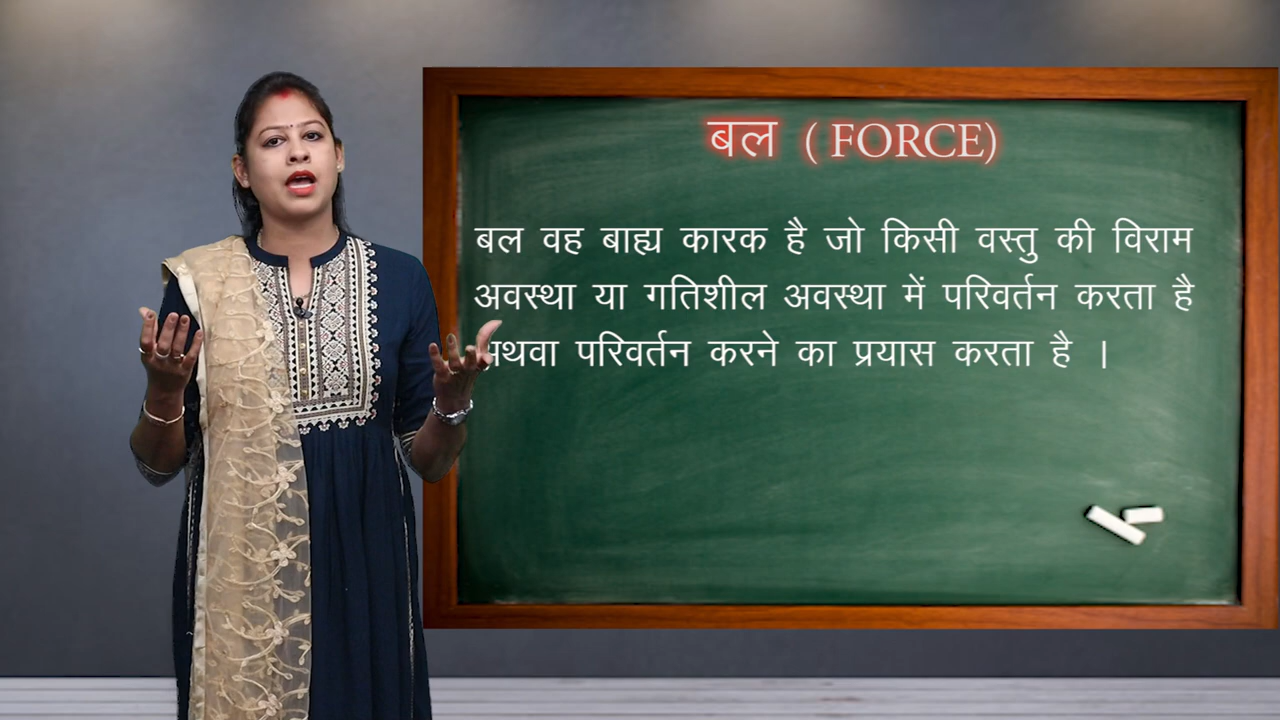 बल ( FORCE)
बल वह बाह्य कारक है जो किसी वस्तु की विराम
अवस्था या गतिशील अवस्था में परिवर्तन करता है
परिवर्तन करने का प्रयास करता है ।